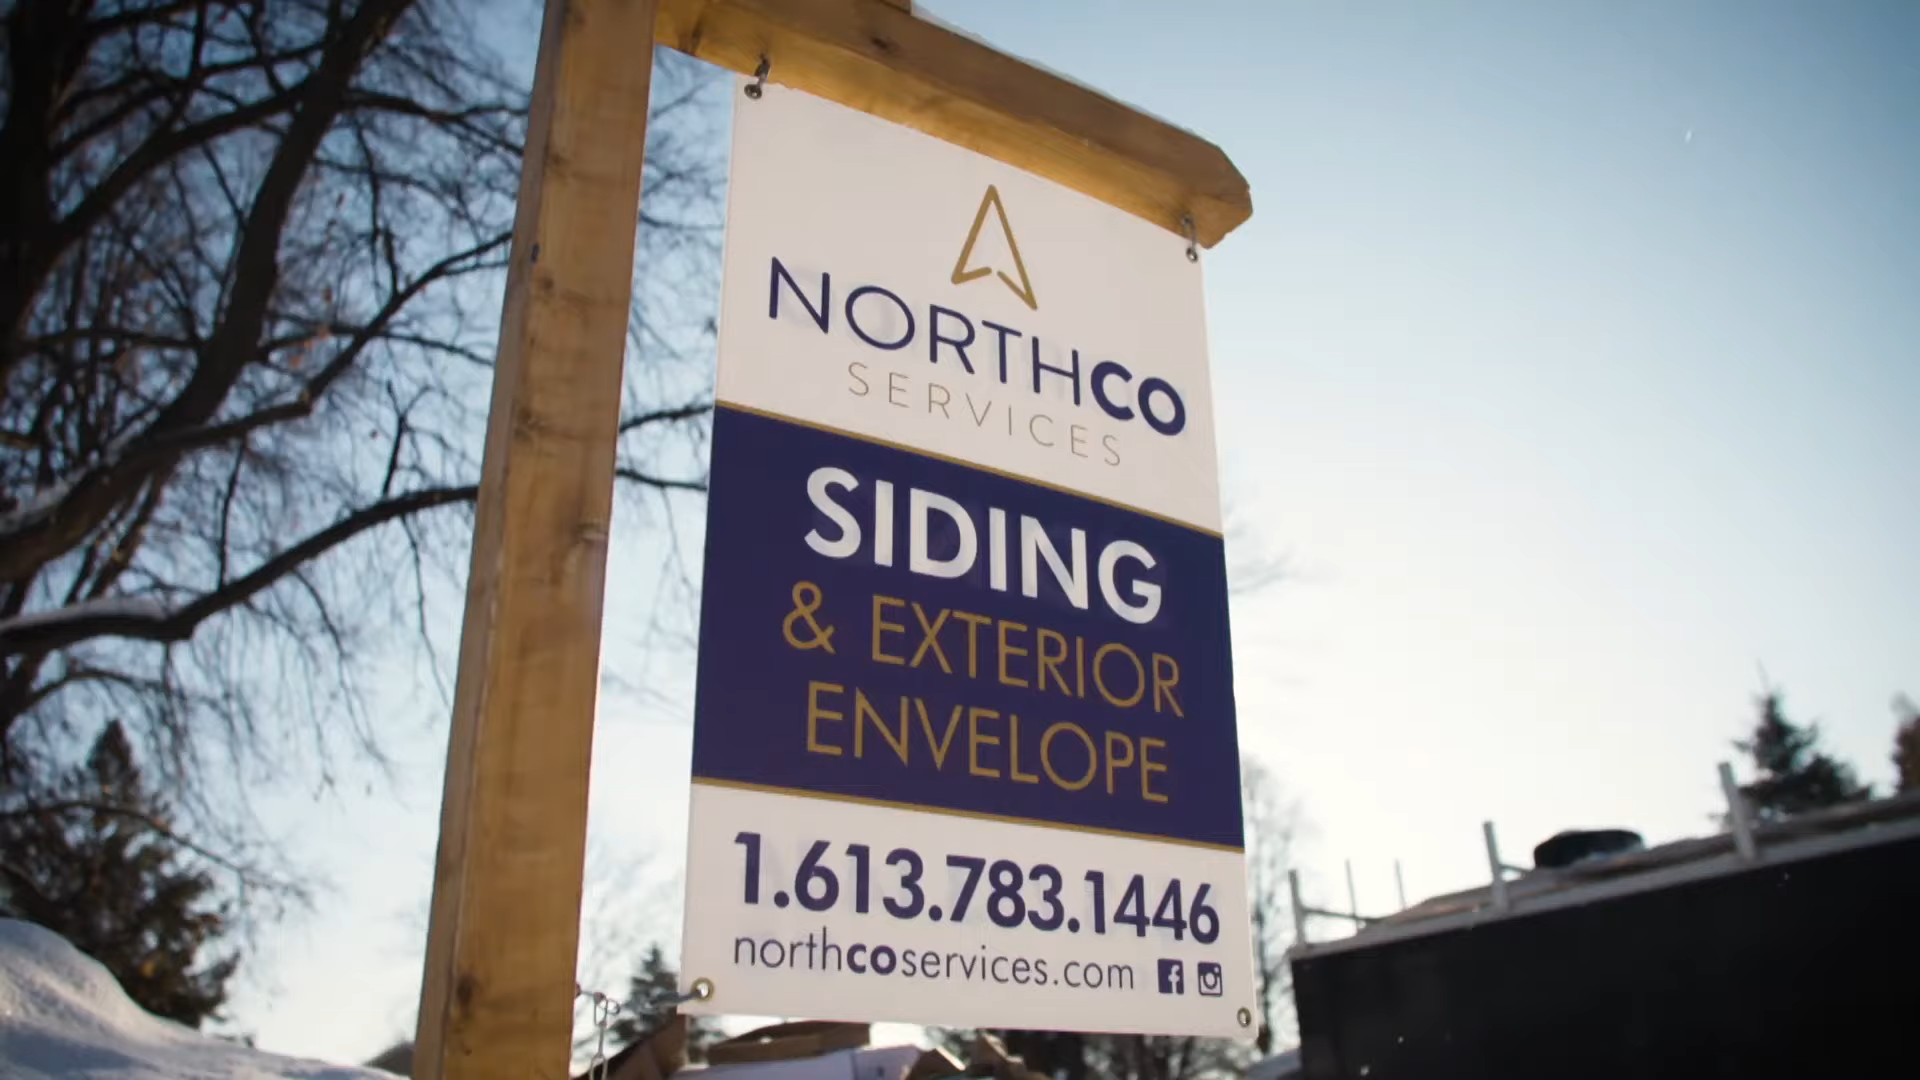 NORTHCO
SERVICES
SIDING
& EXTERIOR
ENVELOPE
1.613.783.1446
northcoservices.com